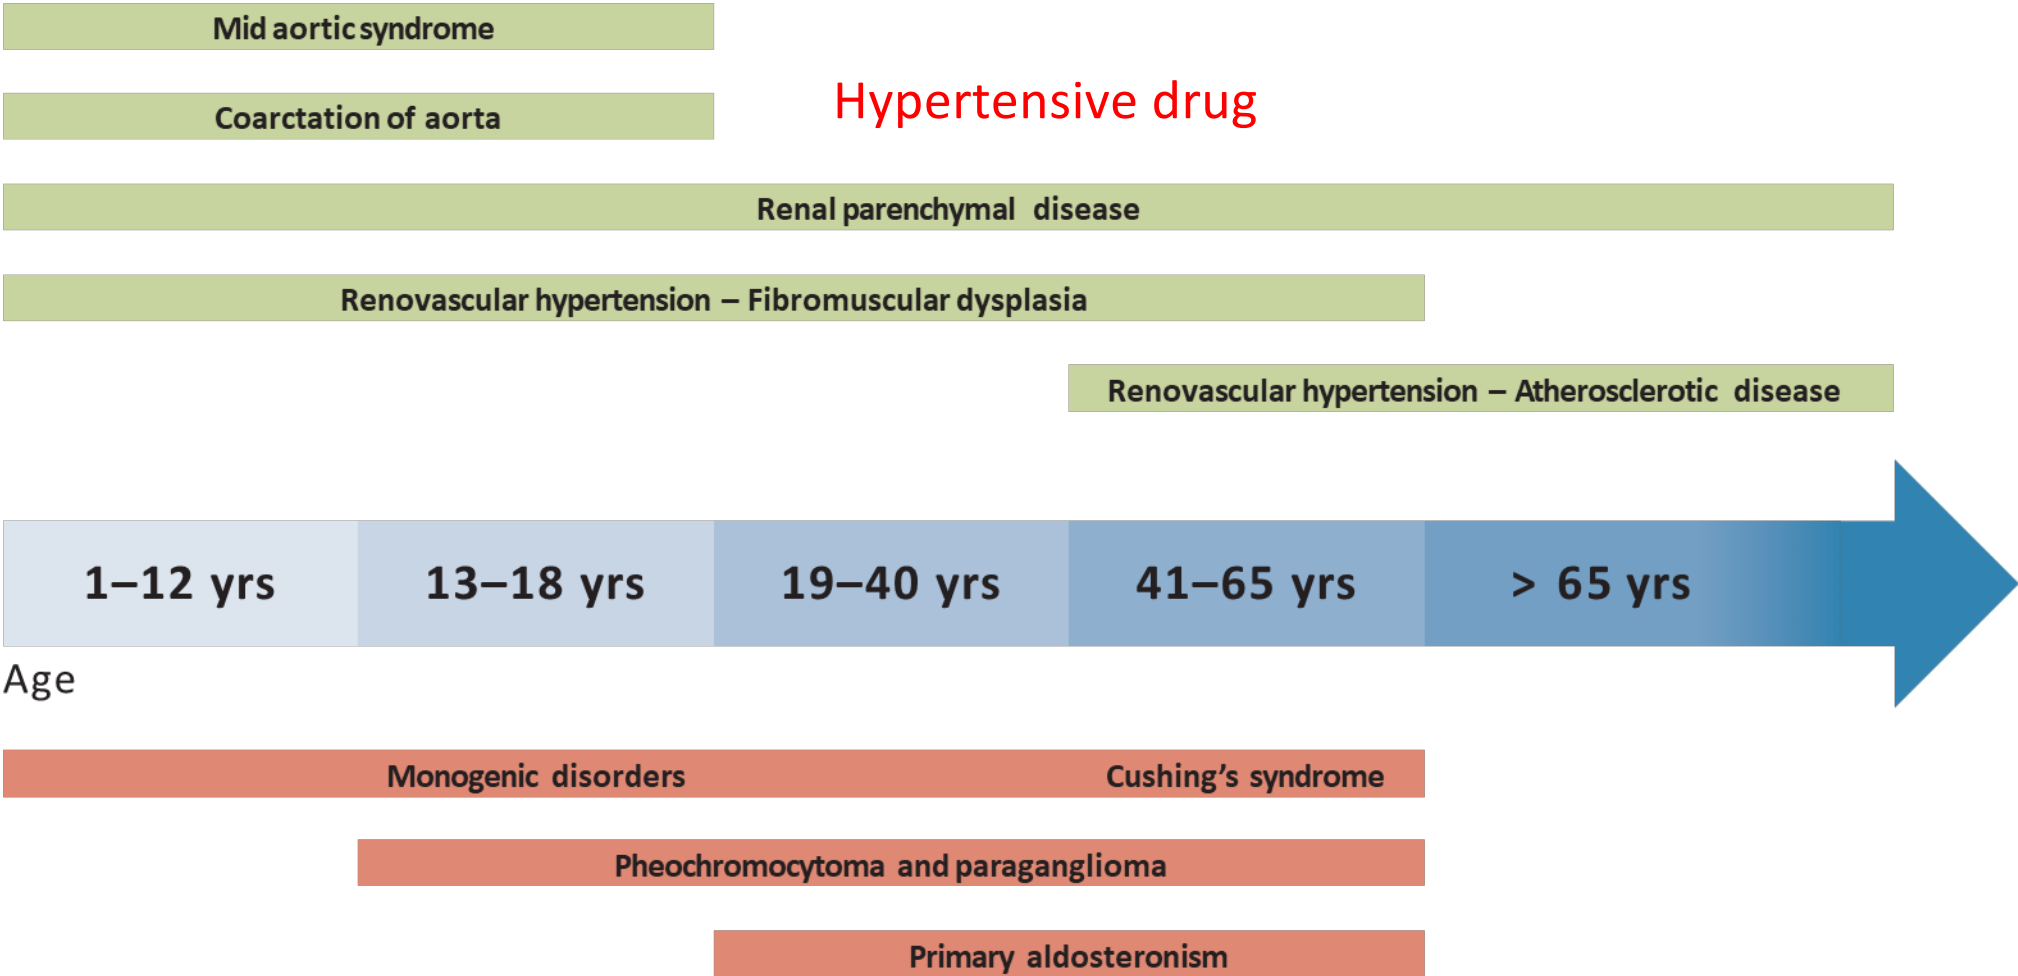 Mid aortic syndrome
Hypertensive drug
Coarctation of aorta
Renal parenchymal disease
Renovascular hypertension – Fibromuscular dysplasia
Renovascular hypertension – Atherosclerotic disease
1–12 yrs 13–18 yrs 19–40 yrs 41–65 yrs > 65 yrs
Age
Monogenic disorders Cushing’s syndrome
Pheochromocytoma and paraganglioma
Primary aldosteronism